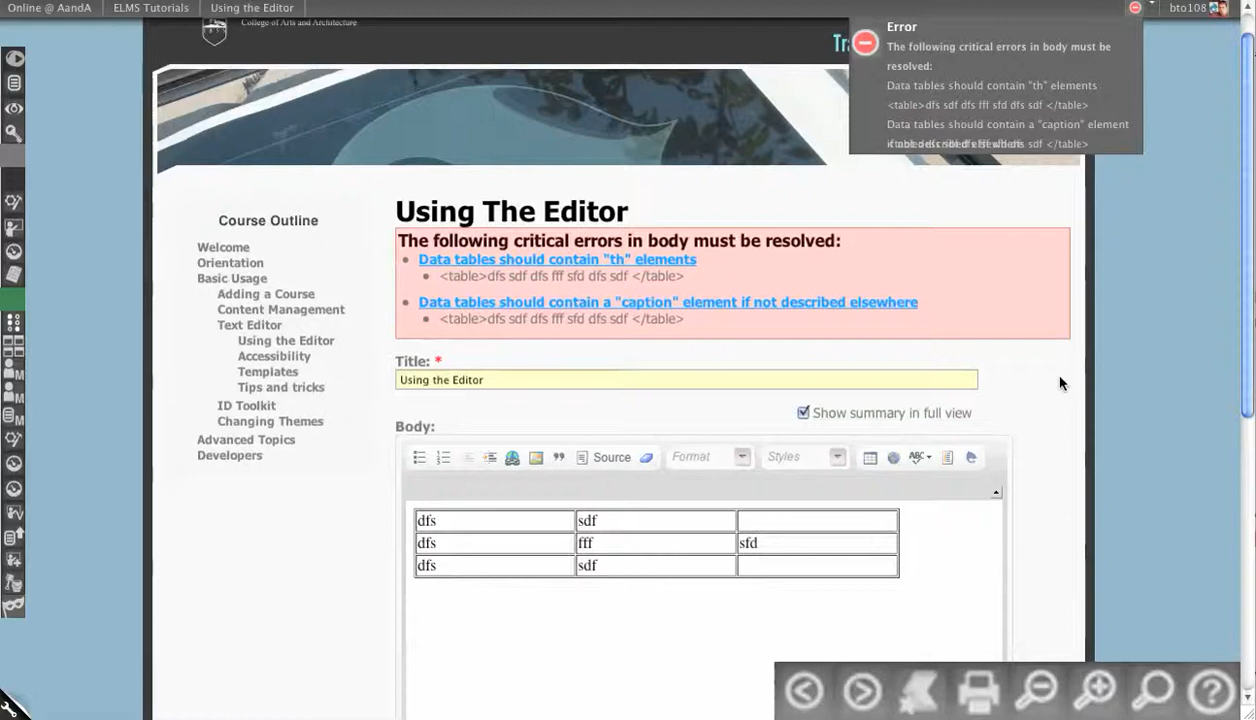 Online @ AandA ELMS Tutorials Using the Editor bto108
College of Arts and Architecture
Tra
Error
The following critical errors in body must be
resolved:
Data tables should contain "th" elements
<table>dfs sdf dfs fff sfd dfs sdf </table>
Data tables should contain a "caption" element
sdf </table>
Course Outline
Welcome
Orientation
Basic Usage
Adding a Course
Content Management
Text Editor
Using the Editor
Accessibility
Templates
Tips and tricks
ID Toolkit
Changing Themes
Advanced Topics
Developers
Using The Editor
The following critical errors in body must be resolved:
Data tables should contain "th" elements
<table>dfs sdf dfs fff sfd dfs sdf </table>
Data tables should contain a "caption" element if not described elsewhere
<table>dfs sdf dfs fff sfd dfs sdf </table>
Title: *
Using the Editor
Show summary in full view
Body:
Source Format Styles ABC
dfs sdf
dfs fff sfd
dfs sdf